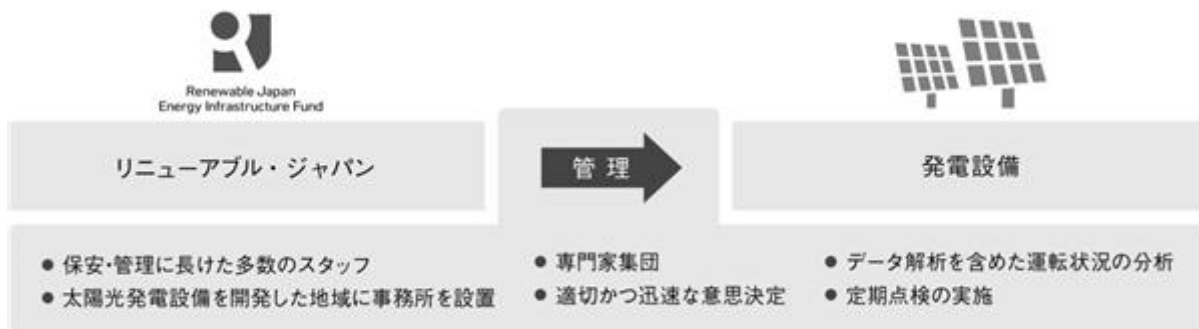 RJ
Renewable Japan
Energy Infrastructure Fund
リニューアブル・ジャパン
管理
発電設備
● 保安・管理に長けた多数のスタッフ
● 太陽光発電設備を開発した地域に事務所を設置
● 専門家集団
● 適切かつ迅速な意思決定
● データ解析を含めた運転状況の分析
● 定期点検の実施